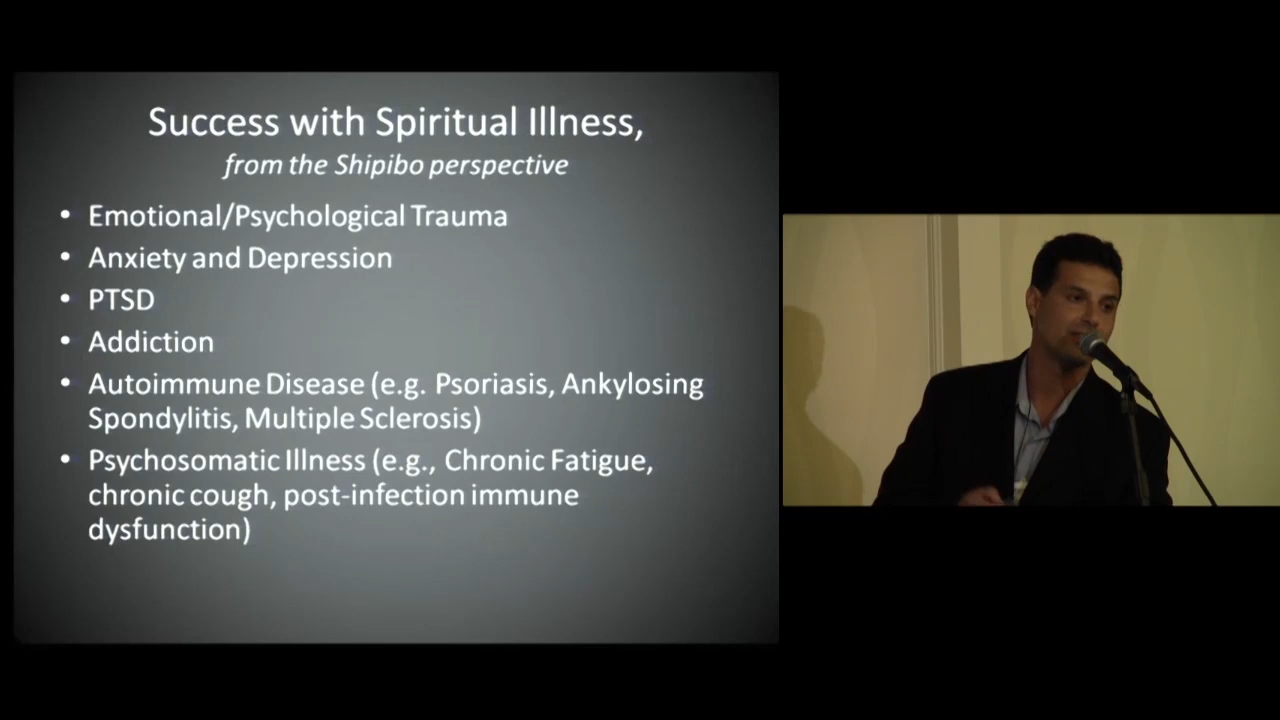 Success with Spiritual Illness,
from the Shipibo perspective
• Emotional/Psychological Trauma
• Anxiety and Depression
• PTSD
• Addiction
• Autoimmune Disease (e.g. Psoriasis, Ankylosing
Spondylitis, Multiple Sclerosis)
• Psychosomatic Illness (e.g., Chronic Fatigue,
chronic cough, post-infection immune
dysfunction)